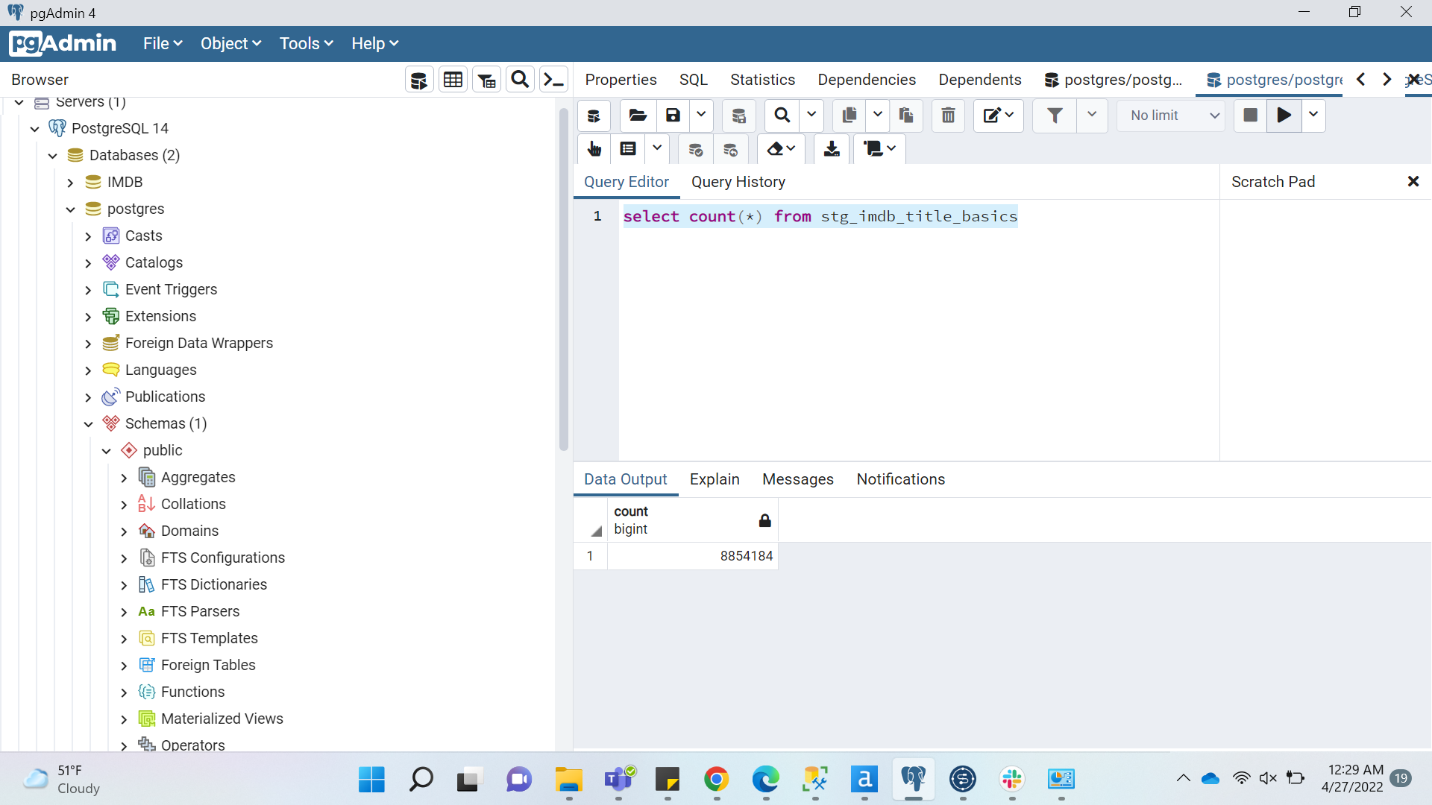 pgAdmin 4
pgAdmin File Object Tools Help
Browser
Properties SQL Statistics Dependencies Dependents postgres/postg... postgres/postgre
Servers (1)
PostgreSQL 14
Databases (2)
IMDB
postgres
Casts
Catalogs
Event Triggers
Extensions
Foreign Data Wrappers
Languages
Publications
Schemas (1)
public
Aggregates
Collations
Domains
FTS Configurations
FTS Dictionaries
Aa FTS Parsers
FTS Templates
Foreign Tables
Functions
Materialized Views
Operators
No limit
Query Editor Query History
Scratch Pad
1 select count(*) from stg_imdb_title_basics
Data Output Explain Messages Notifications
count
bigint
1 8854184
51°F
Cloudy
12:29 AM
4/27/2022
19